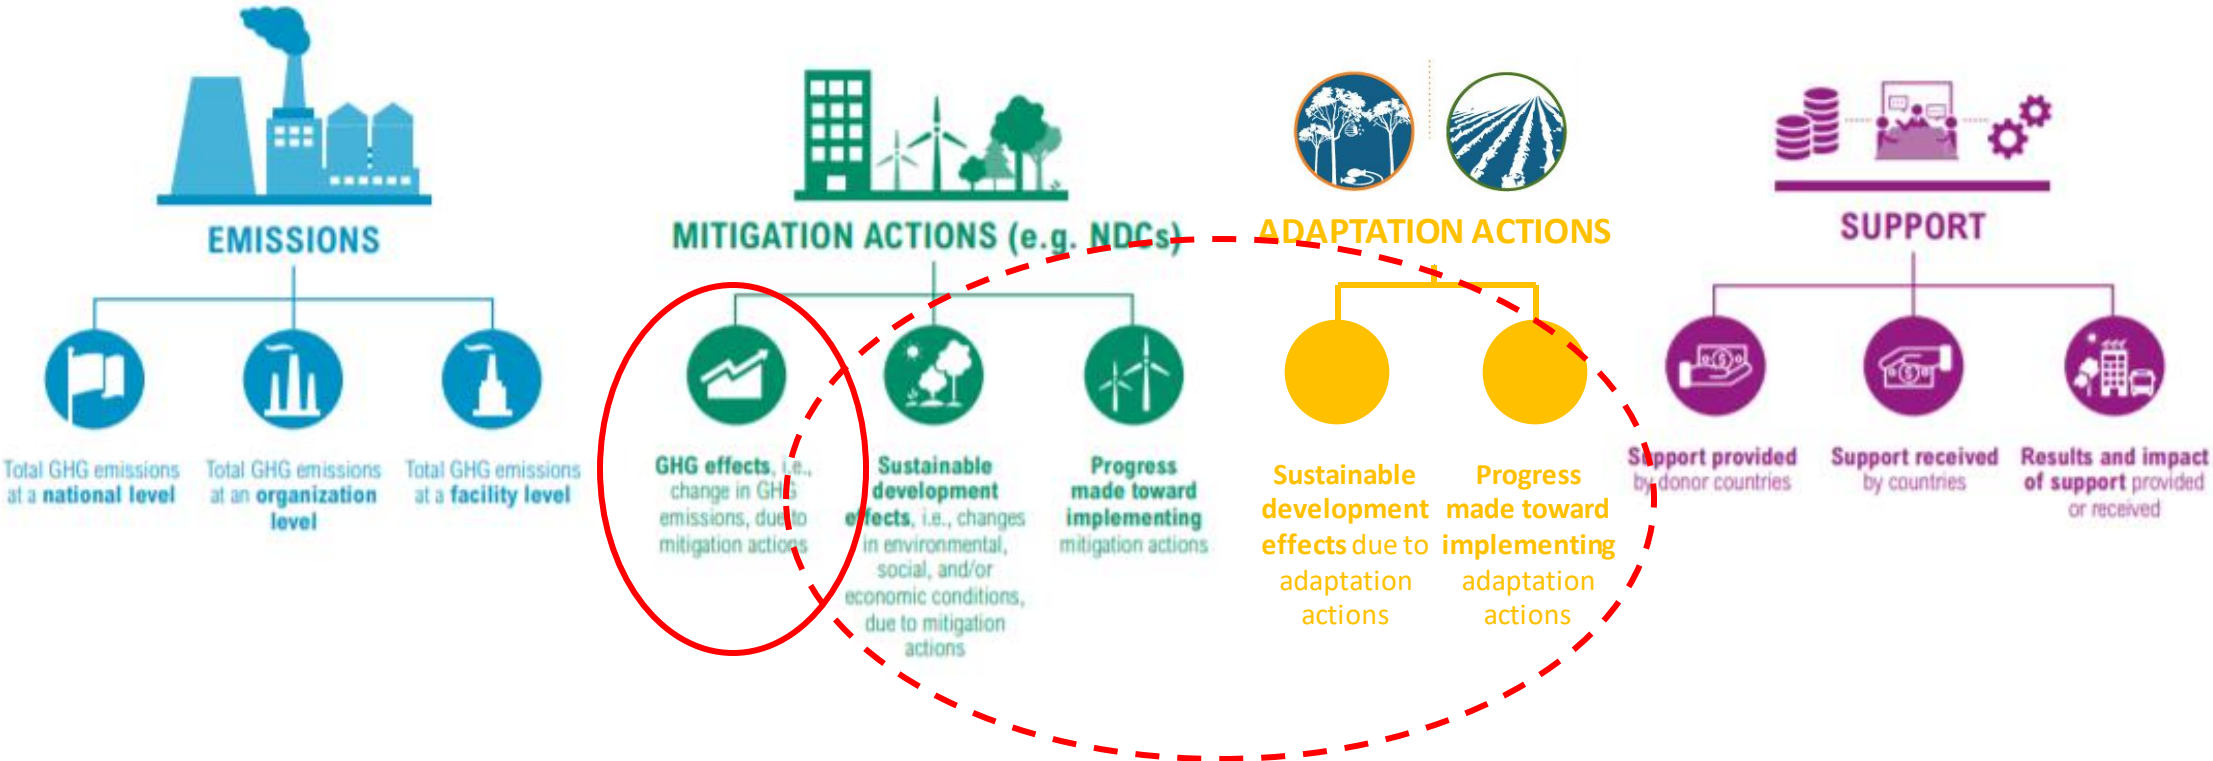 EMISSIONS
Total GHG emissions
at a national level
Total GHG emissions
at an organization
level
Total GHG emissions
at a facility level
MITIGATION ACTIONS (e.g. NDCs)
GHG effects, i.e.,
change in GHG
emissions, due to
mitigation actions
Sustainable
development
effects, i.e., changes
in environmental,
social, and/or
economic conditions,
due to mitigation
actions
Progress
made toward
implementing
mitigation actions
ADAPTATION ACTIONS
Sustainable
development
effects due to
adaptation
actions
Progress
made toward
implementing
adaptation
actions
SUPPORT
Support provided
by donor countries
Support received
by countries
Results and impact
of support provided
or received